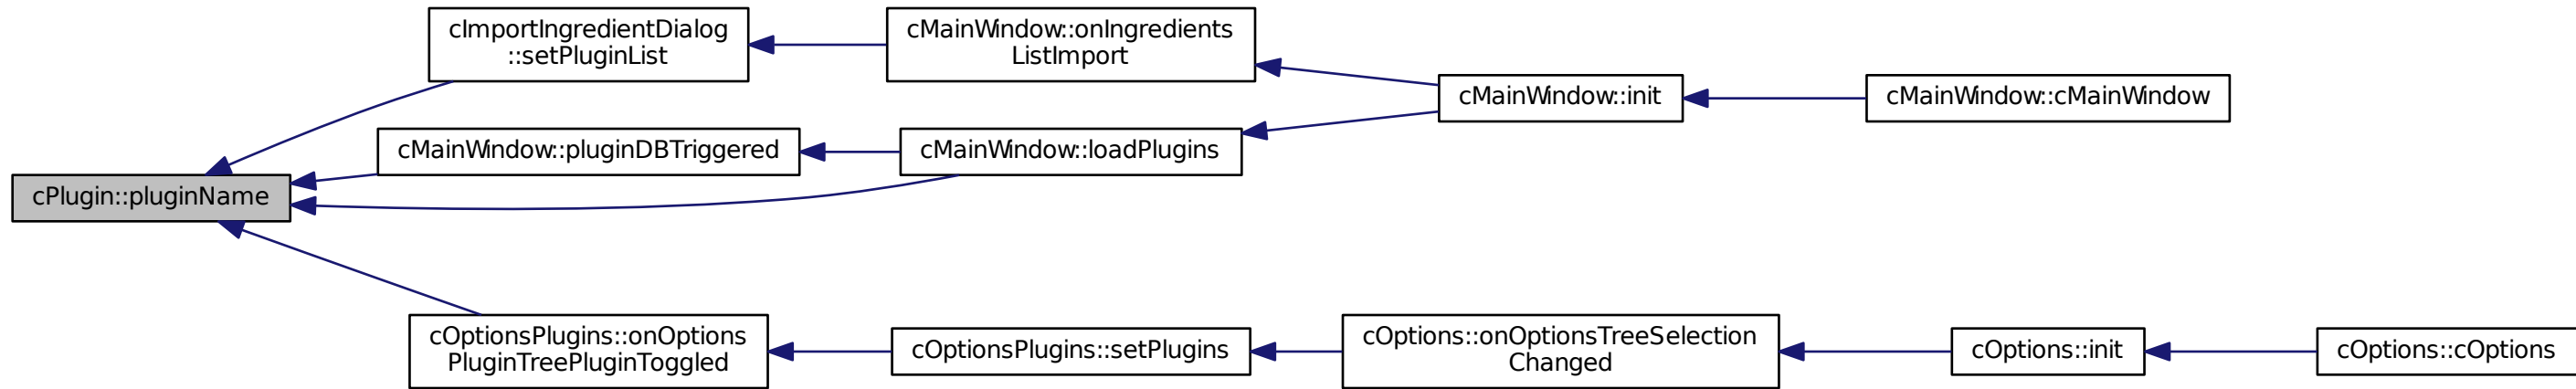 cImportIngredientDialog
::setPluginList
cMainWindow::onIngredients
ListImport
cMainWindow::init
cMainWindow::cMainWindow
cMainWindow::pluginDBTriggered
cMainWindow::loadPlugins
cPlugin::pluginName
cOptionsPlugins::onOptions
PluginTreePluginToggled
cOptionsPlugins::setPlugins
cOptions::onOptionsTreeSelection
Changed
cOptions::init
cOptions::cOptions